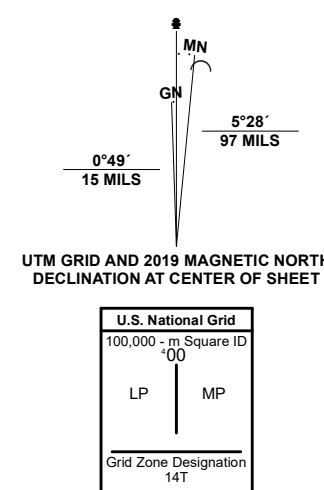 MN
GN
5°28´
97 MILS
0°49´
15 MILS
UTM GRID AND 2019 MAGNETIC NORTH
DECLINATION AT CENTER OF SHEET
U.S. National Grid
100,000 - m Square ID
⁴00
LP MP
Grid Zone Designation
14T